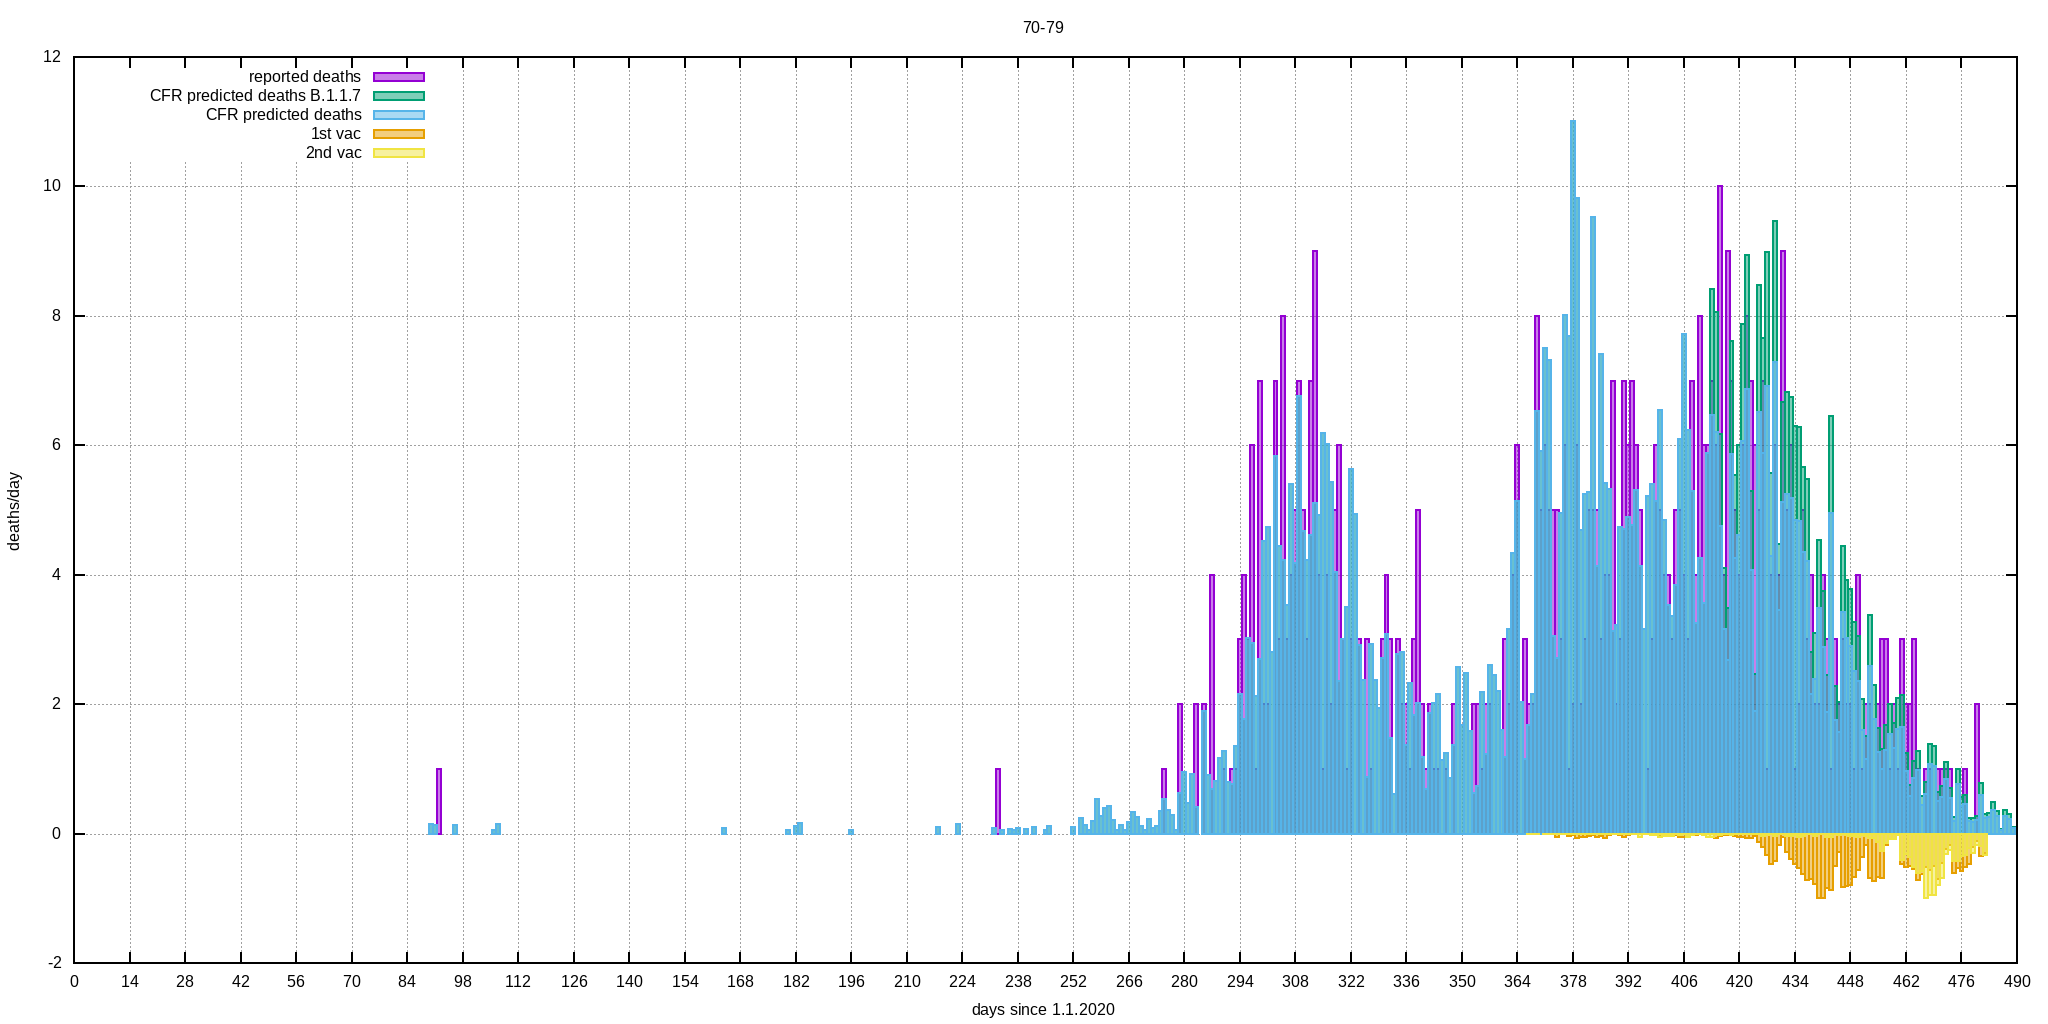 70-79
reported deaths
CFR predicted deaths B.1.1.7
CFR predicted deaths
1st vac
2nd vac
12
10
8
6
4
2
0
-2
deaths/day
0 14 28 42 56 70 84 98 112 126 140 154 168 182 196 210 224 238 252 266 280 294 308 322 336 350 364 378 392 406 420 434 448 462 476 490
days since 1.1.2020